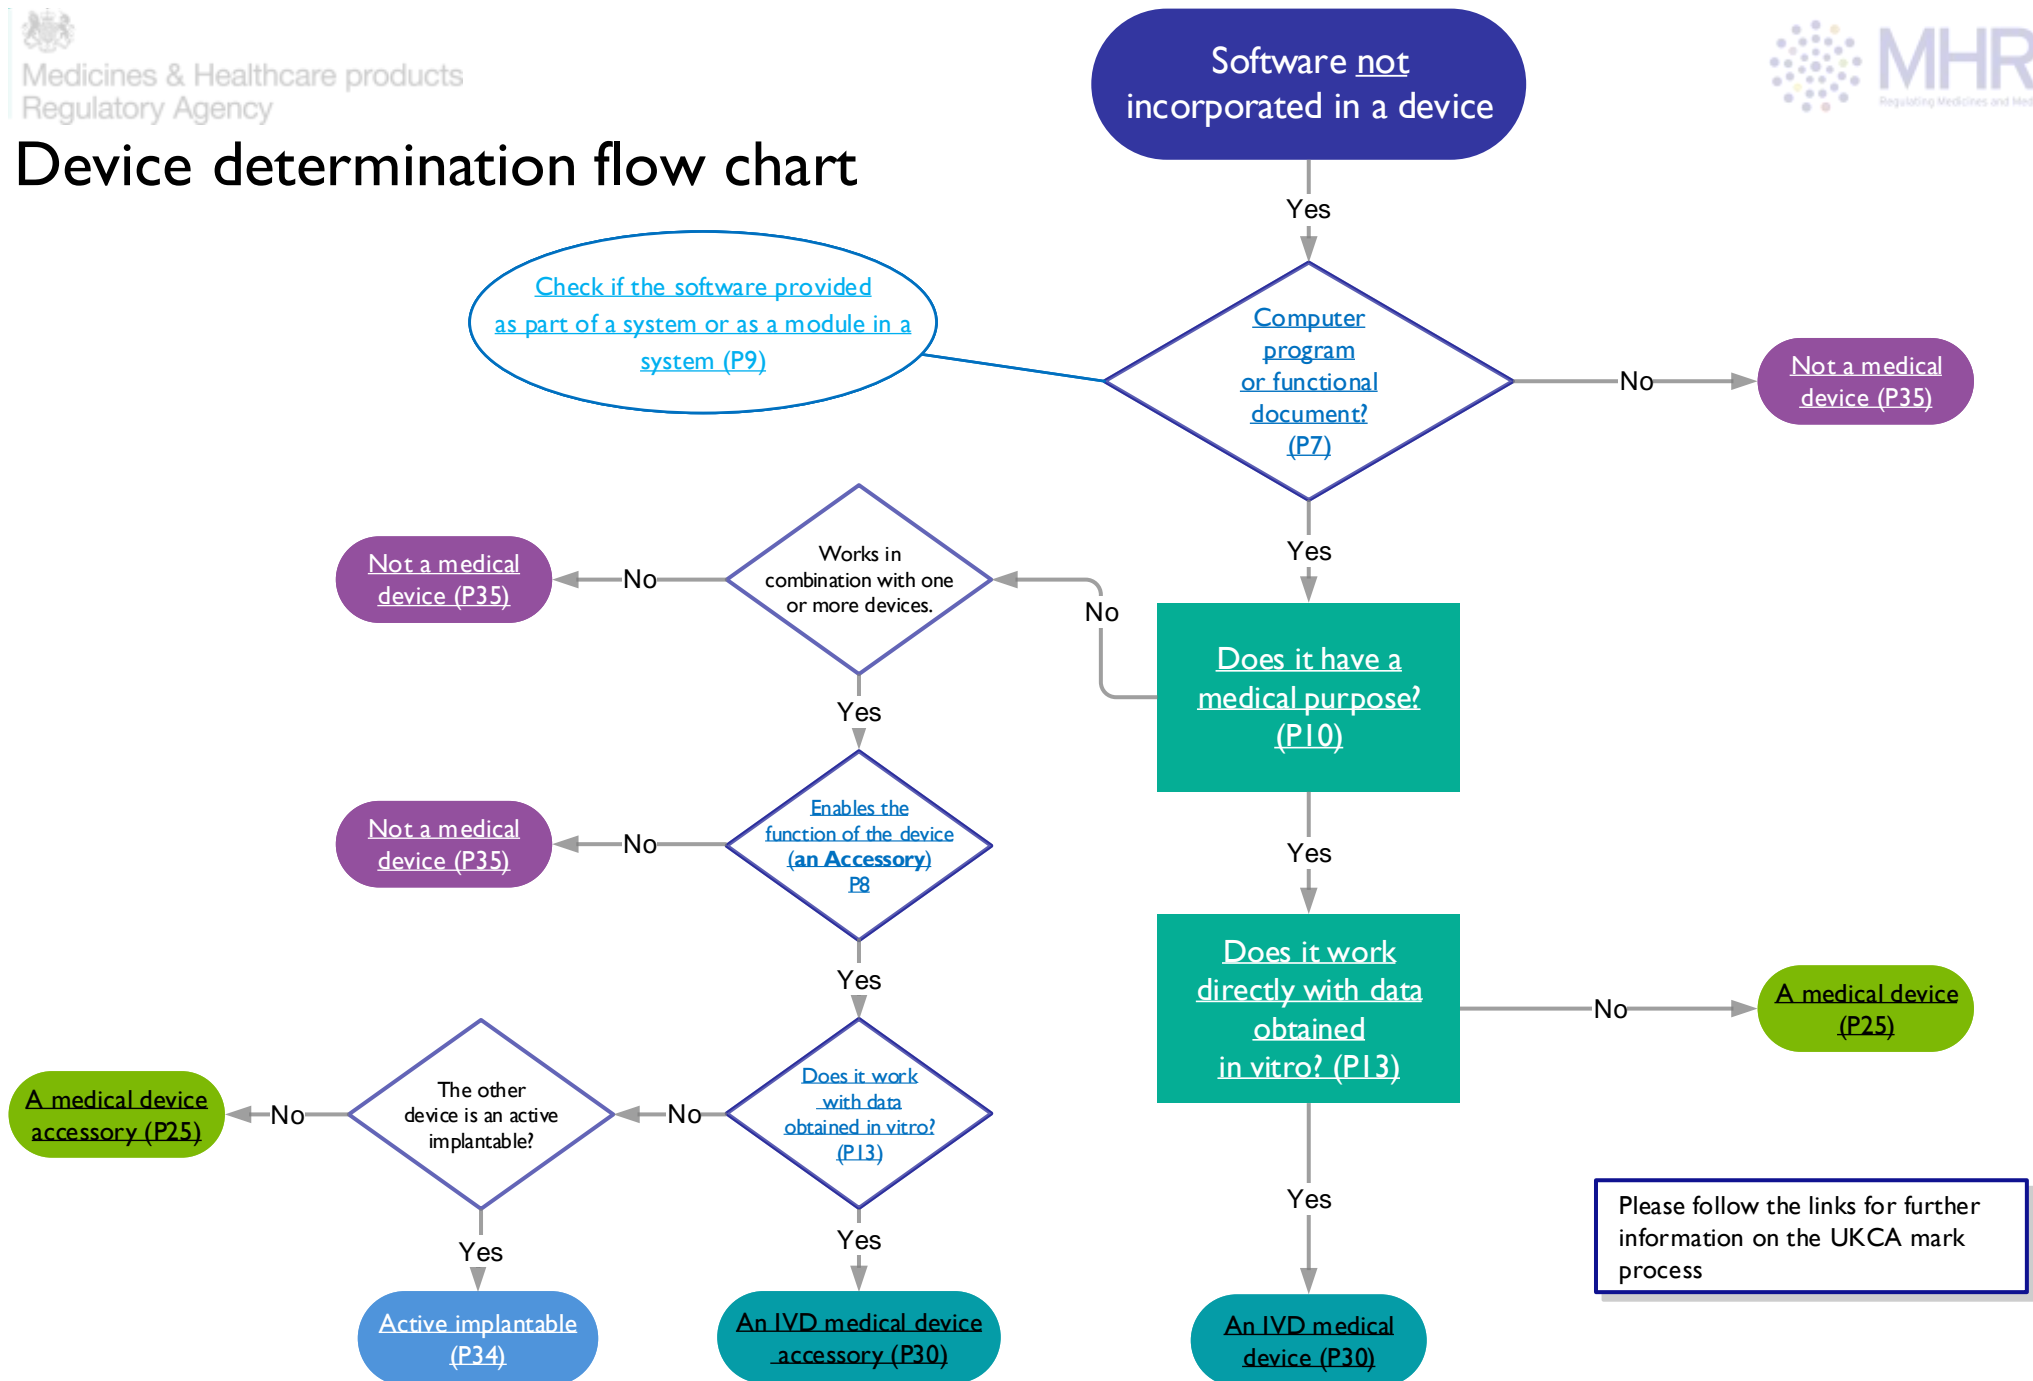 Medicines & Healthcare products
Regulatory Agency
MHR
Regulating Medicines and Med
Device determination flow chart
Software not
incorporated in a device
Yes
Check if the software provided
as part of a system or as a module in a
system (P9)
Computer
program
or functional
document?
(P7)
No
Not a medical
device (P35)
Yes
Works in
combination with one
or more devices.
No
Not a medical
device (P35)
No
Does it have a
medical purpose?
(P10)
Yes
Enables the
function of the device
(an Accessory)
P8
No
Not a medical
device (P35)
Yes
Does it work
directly with data
obtained
in vitro? (P13)
No
A medical device
(P25)
Yes
Does it work
with data
obtained in vitro?
(P13)
No
The other
device is an active
implantable?
No
A medical device
accessory (P25)
Yes
Active implantable
(P34)
Yes
An IVD medical device
accessory (P30)
Yes
An IVD medical
device (P30)
Please follow the links for further
information on the UKCA mark
process